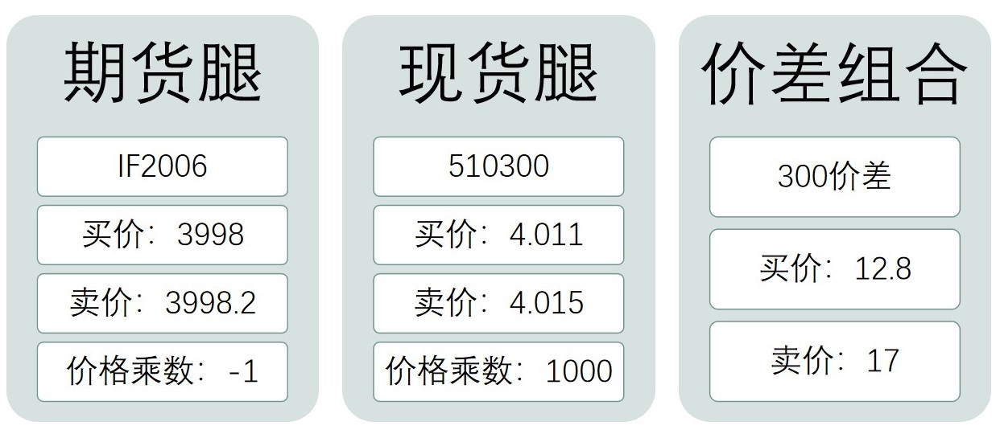 期货腿
IF2006
买价：3998
卖价：3998.2
价格乘数：-1
现货腿
510300
买价：4.011
卖价：4.015
价格乘数：1000
价差组合
300价差
买价：12.8
卖价：17